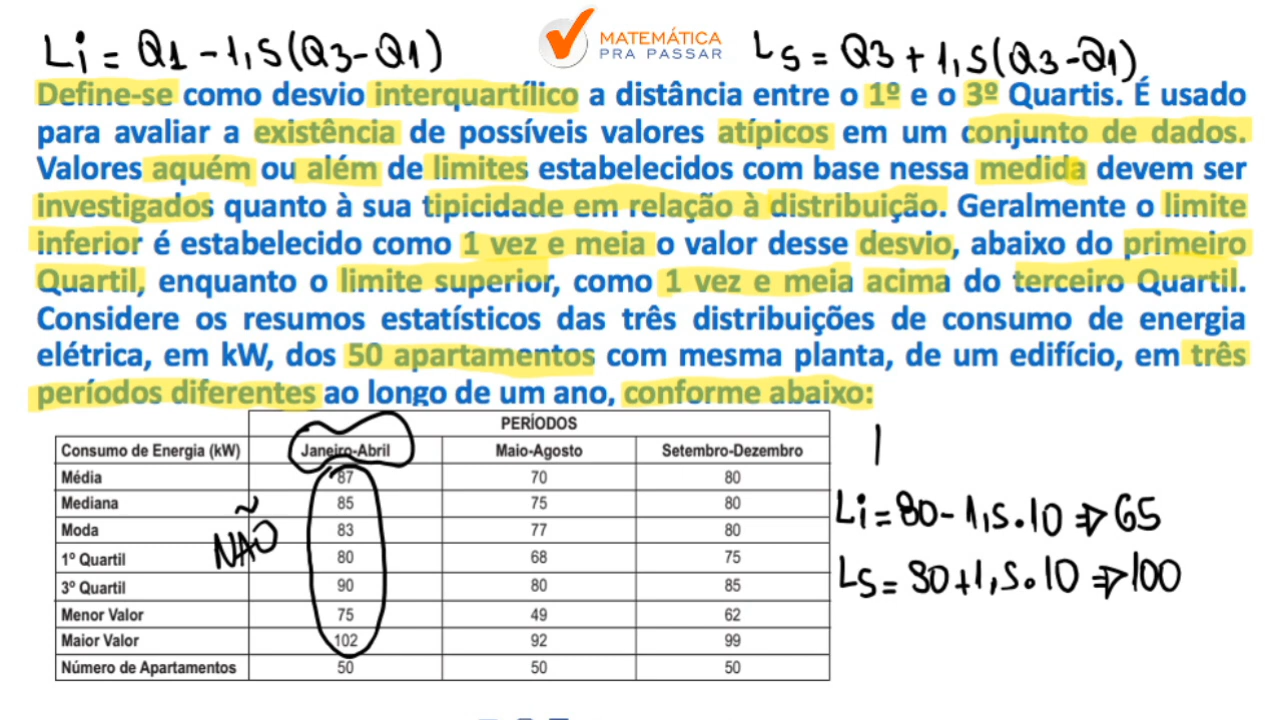 Li = Q1 - 1,5(Q3-Q1)
MATEMÁTICA
PRA PASSAR
Ls = Q3 + 1,5(Q3-Q1)
Define-se como desvio interquartílico a distância entre o 1º e o 3º Quartis. É usado
para avaliar a existência de possíveis valores atípicos em um conjunto de dados.
Valores aquém ou além de limites estabelecidos com base nessa medida devem ser
investigados quanto à sua tipicidade em relação à distribuição. Geralmente o limite
inferior é estabelecido como 1 vez e meia o valor desse desvio, abaixo do primeiro
Quartil, enquanto o limite superior, como 1 vez e meia acima do terceiro Quartil.
Considere os resumos estatísticos das três distribuições de consumo de energia
elétrica, em kW, dos 50 apartamentos com mesma planta, de um edifício, em três
períodos diferentes ao longo de um ano, conforme abaixo:
PERÍODOS
Consumo de Energia (kW) Janeiro-Abril Maio-Agosto Setembro-Dezembro
Média 87 70 80
Mediana 85 75 80
Moda 83 77 80
1º Quartil 80 68 75
3º Quartil 90 80 85
Menor Valor 75 49 62
Maior Valor 102 92 99
Número de Apartamentos 50 50 50
NÃO
Li = 80 - 1,5.10 ⇒ 65
Ls = 80 + 1,5.10 ⇒ 100